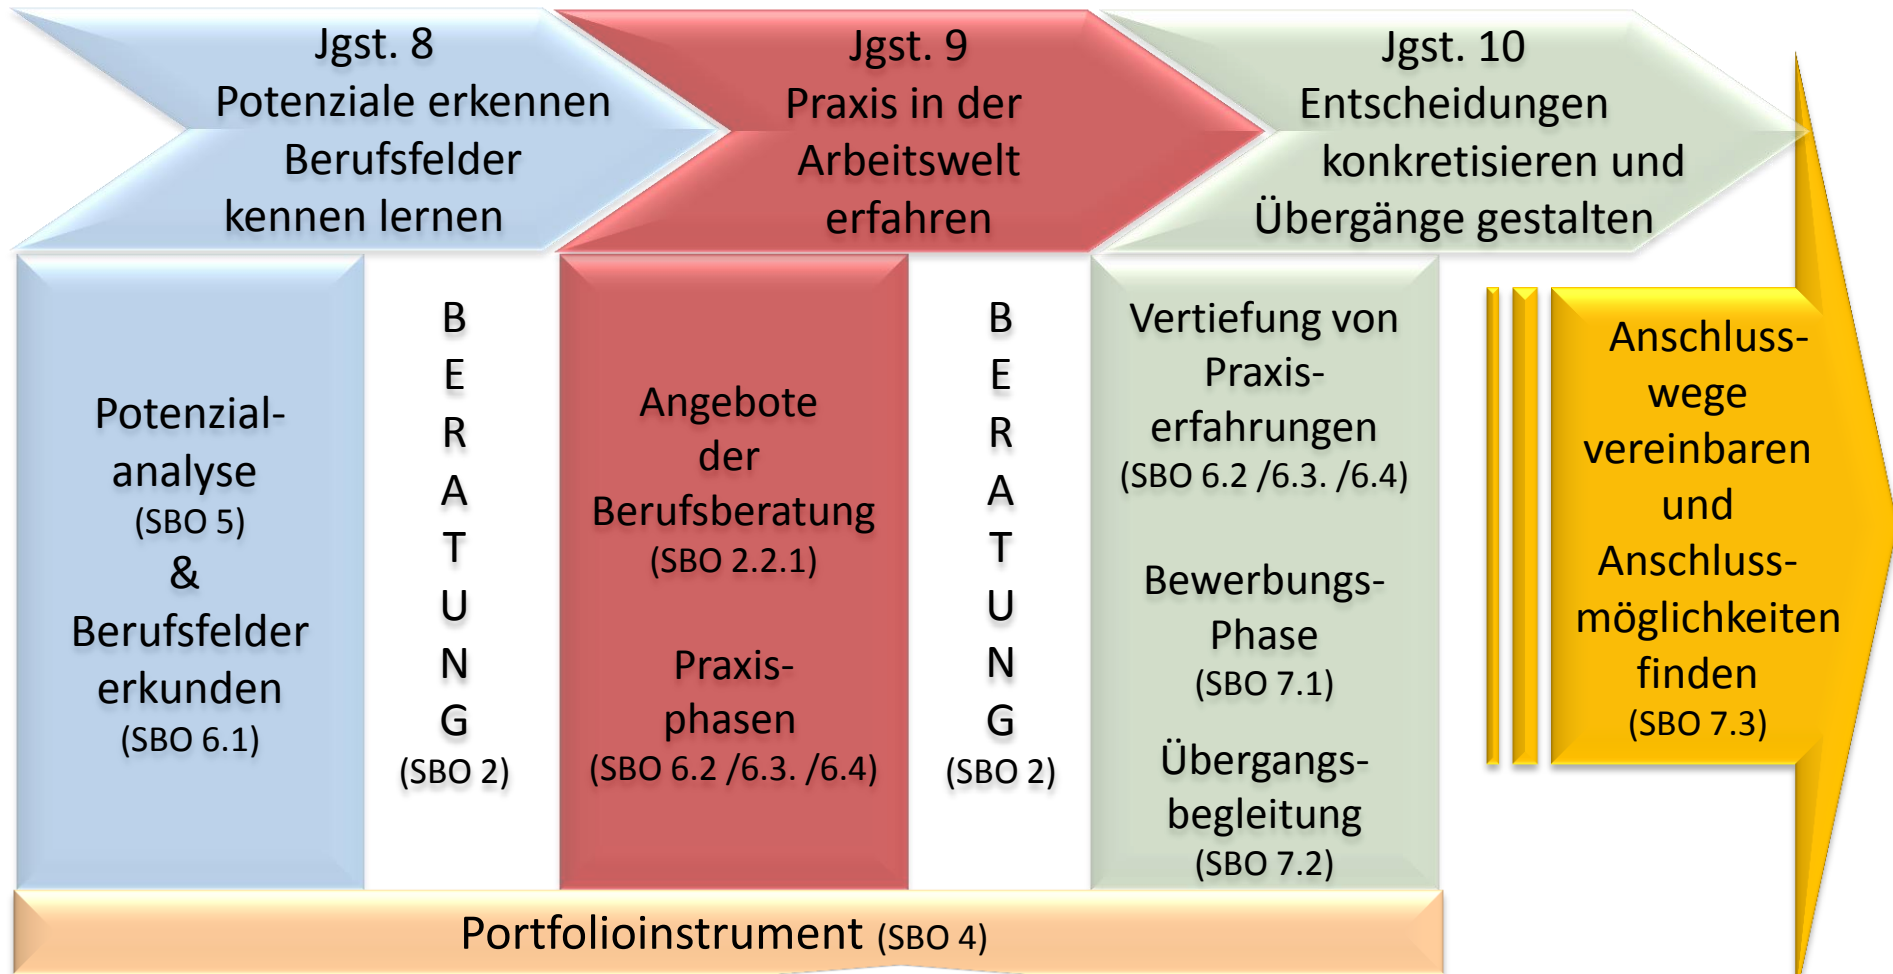 Jgst. 8
Potenziale erkennen
Berufsfelder
kennen lernen
Jgst. 9
Praxis in der
Arbeitswelt
erfahren
Jgst. 10
Entscheidungen
konkretisieren und
Übergänge gestalten
Potenzial-
analyse
(SBO 5)
&
Berufsfelder
erkunden
(SBO 6.1)
B
E
R
A
T
U
N
G
(SBO 2)
Angebote
der
Berufsberatung
(SBO 2.2.1)
Praxis-
phasen
(SBO 6.2 /6.3. /6.4)
B
E
R
A
T
U
N
G
(SBO 2)
Vertiefung von
Praxis-
erfahrungen
(SBO 6.2 /6.3. /6.4)
Bewerbungs-
Phase
(SBO 7.1)
Übergangs-
begleitung
(SBO 7.2)
Anschluss-
wege
vereinbaren
und
Anschluss-
möglichkeiten
finden
(SBO 7.3)
Portfolioinstrument (SBO 4)